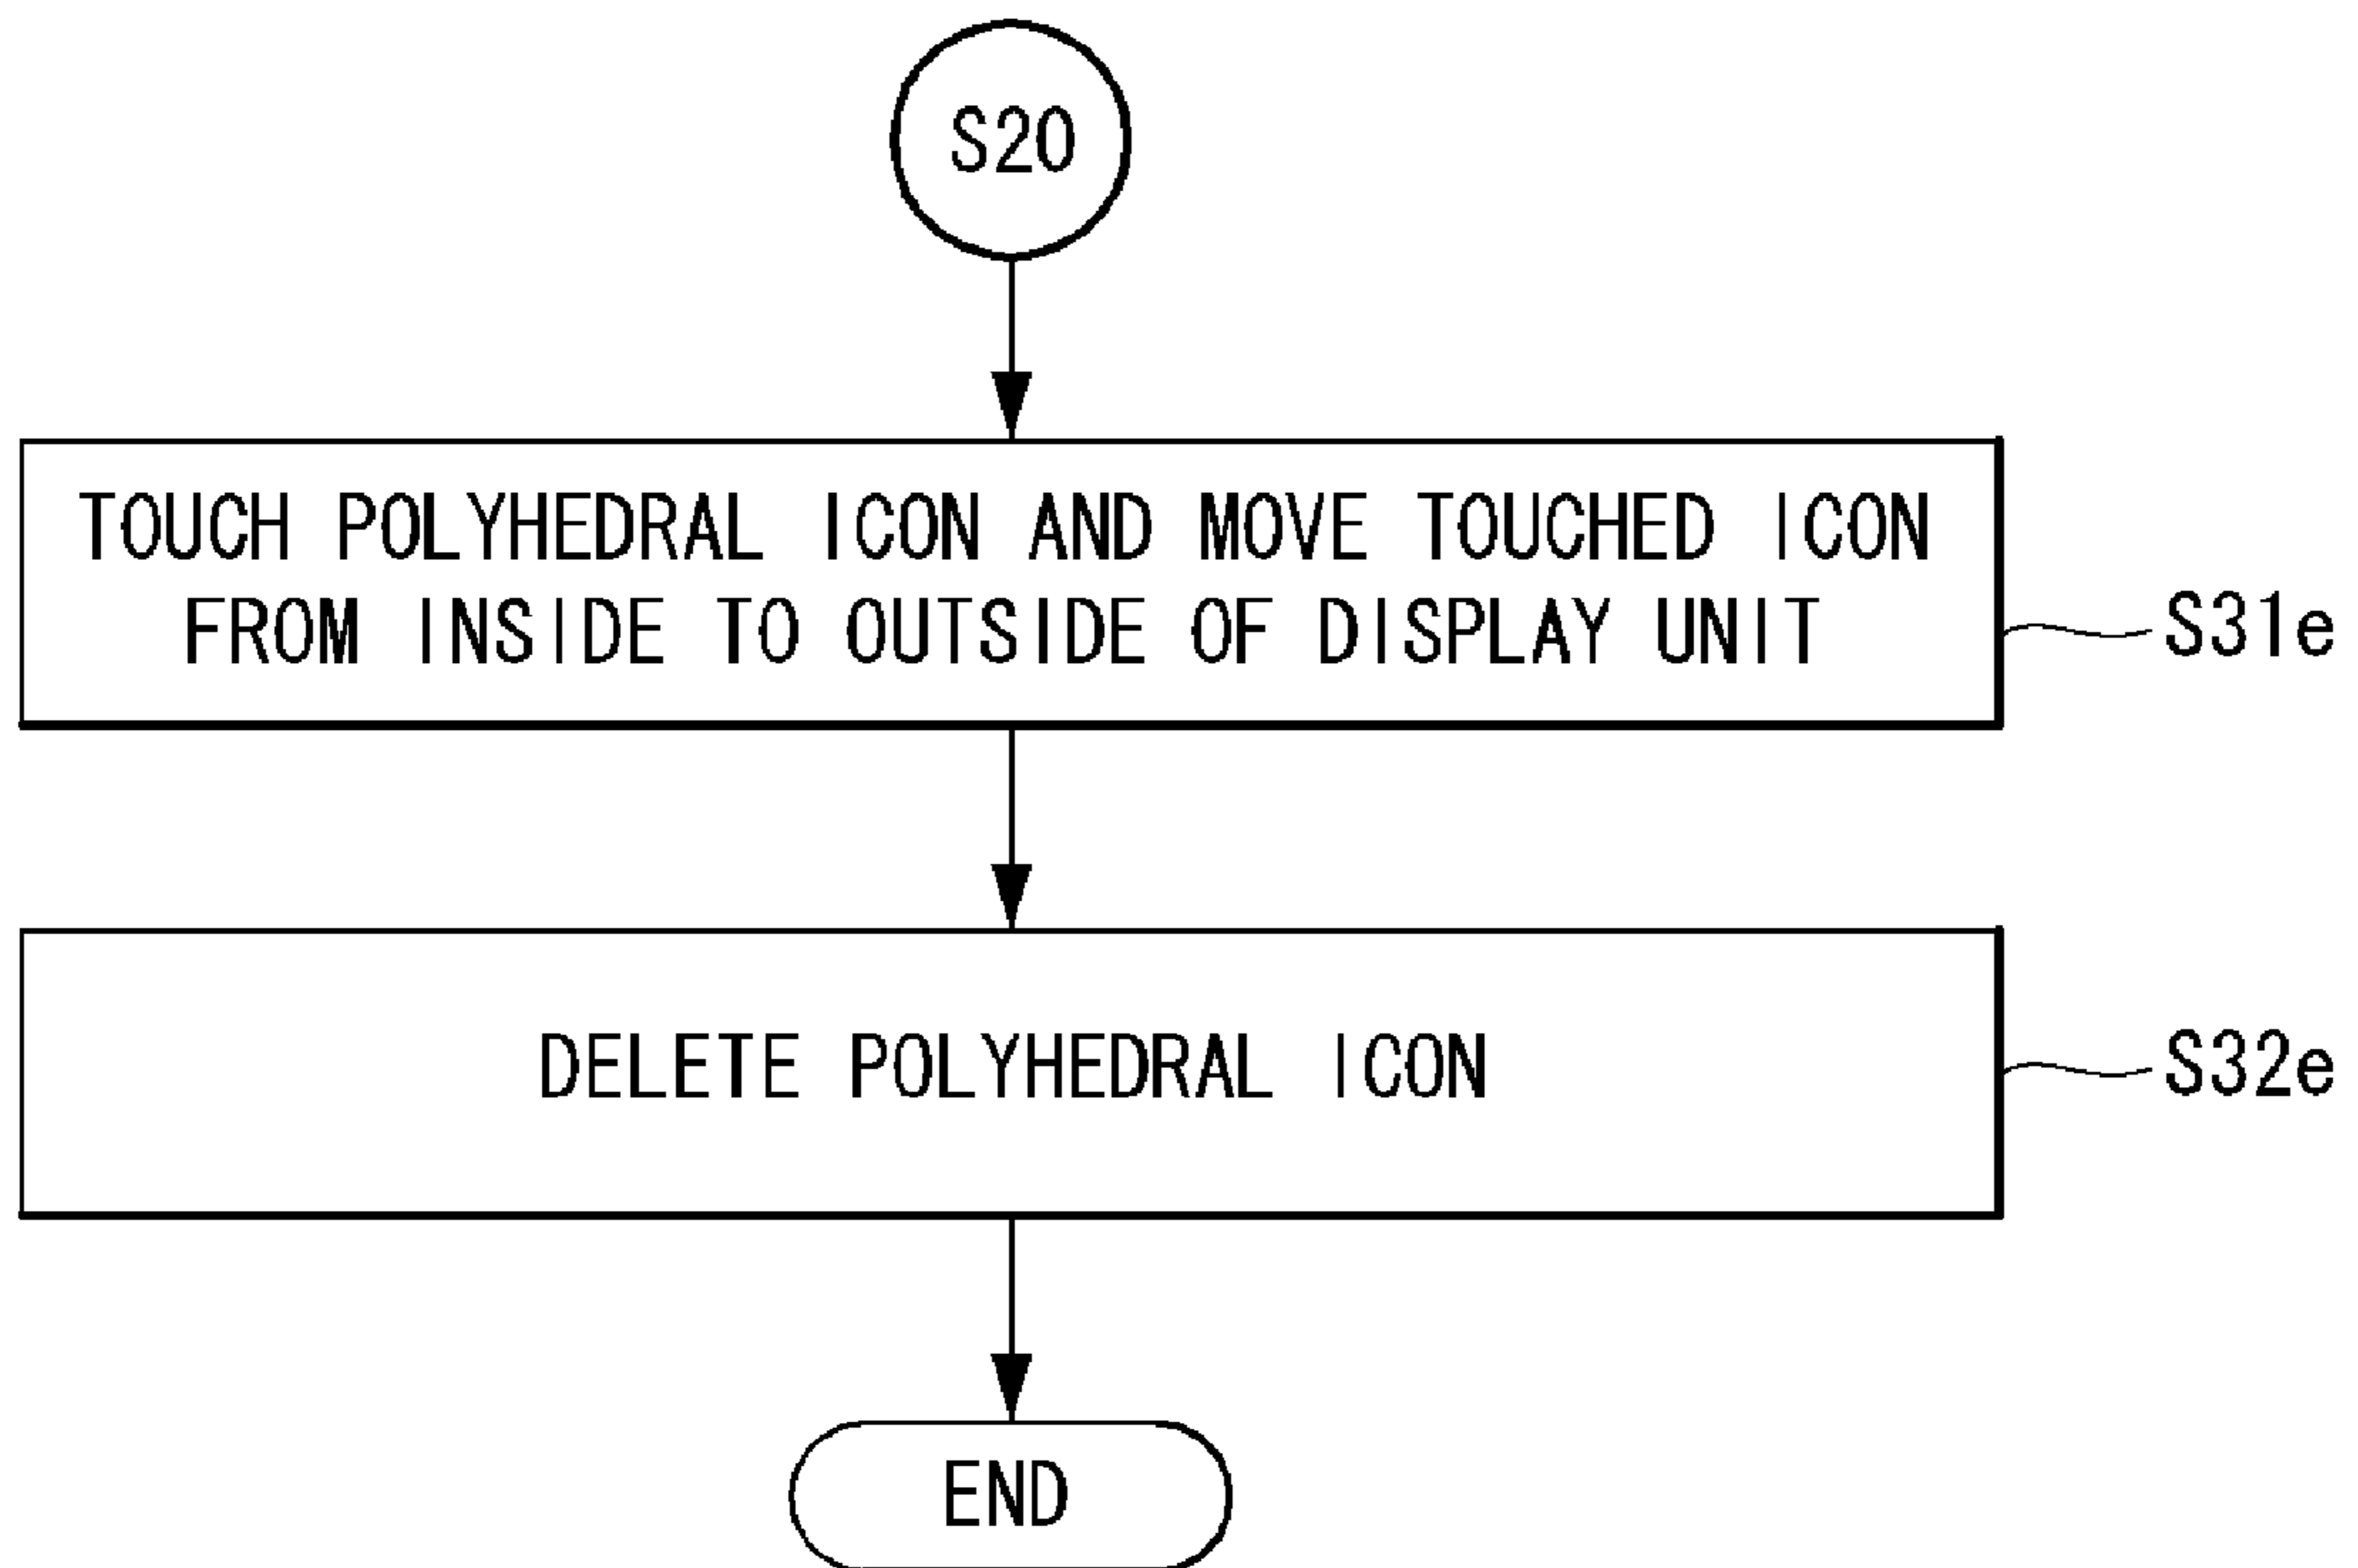 S20
TOUCH POLYHEDRAL ICON AND MOVE TOUCHED ICON
FROM INSIDE TO OUTSIDE OF DISPLAY UNIT
S31e
DELETE POLYHEDRAL ICON
S32e
END